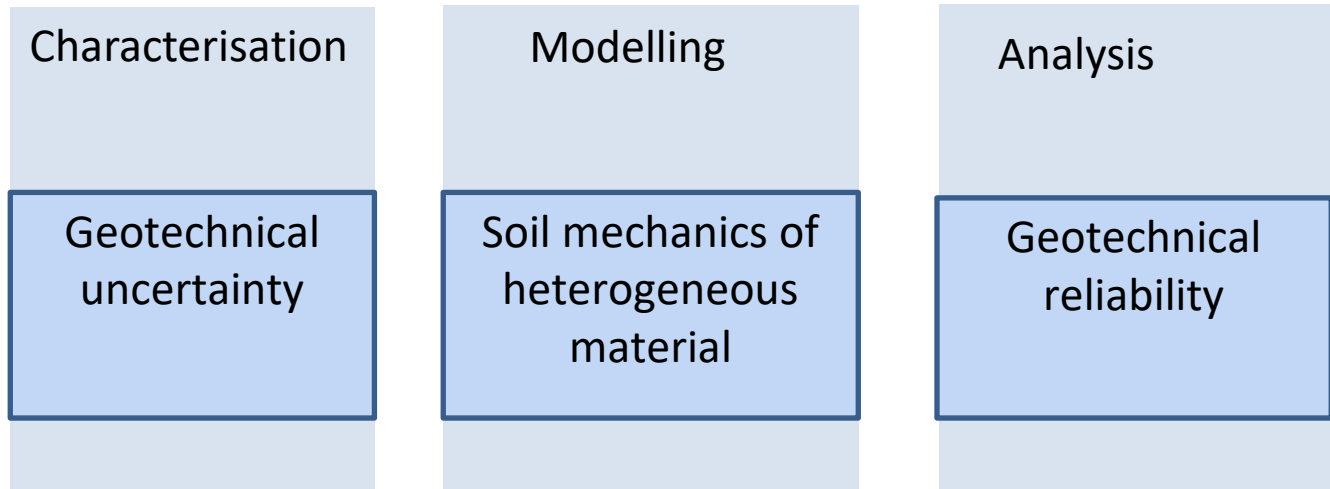 Characterisation
Geotechnical
uncertainty
Modelling
Soil mechanics of
heterogeneous
material
Analysis
Geotechnical
reliability